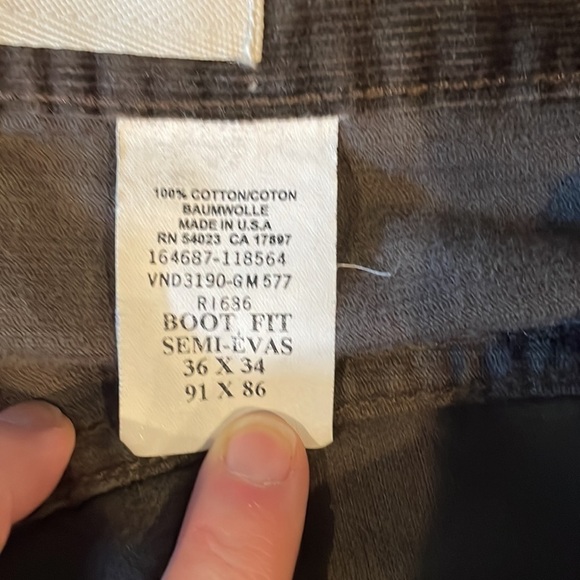 100% COTTON/COTON
BAUMWOLLE
MADE IN U.S.A
RN 54023 CA 17897
164687-118564
VND3190-GM 577
R1686
BOOT FIT
SEMI-ÉVAS
36 X 34
91 X 86